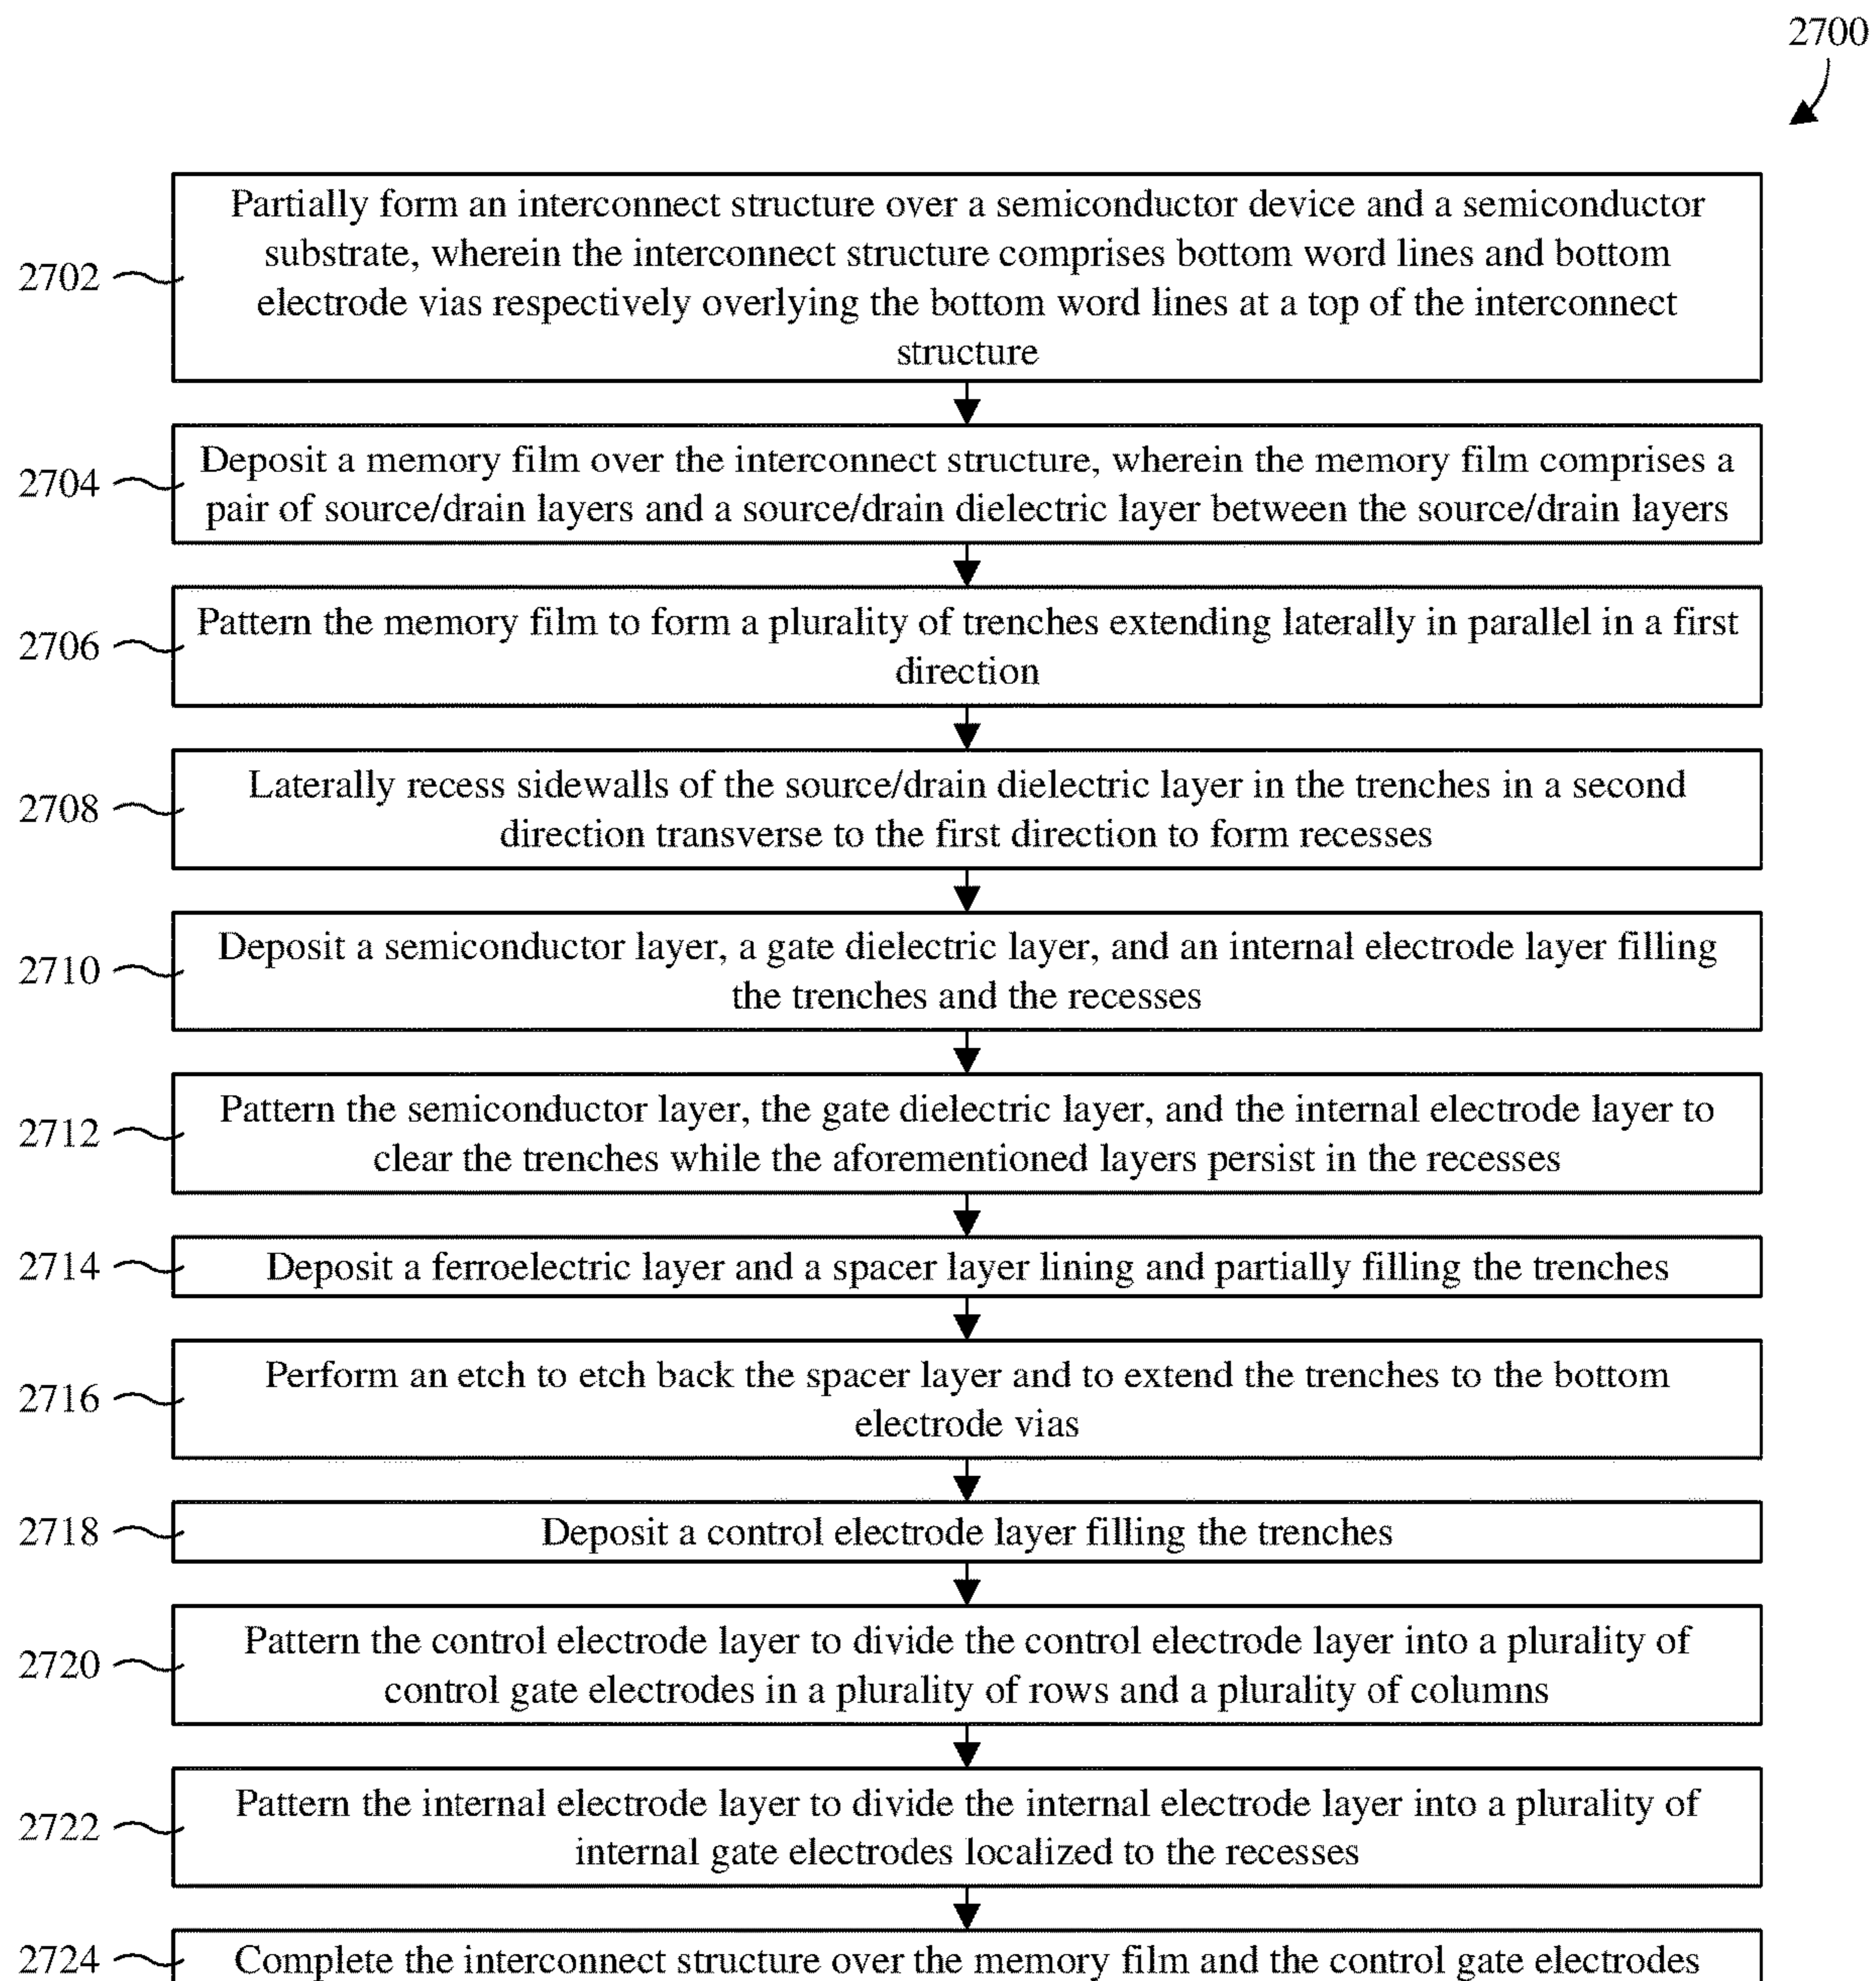 2700
2702
Partially form an interconnect structure over a semiconductor device and a semiconductor
substrate, wherein the interconnect structure comprises bottom word lines and bottom
electrode vias respectively overlying the bottom word lines at a top of the interconnect
structure
2704
Deposit a memory film over the interconnect structure, wherein the memory film comprises a
pair of source/drain layers and a source/drain dielectric layer between the source/drain layers
2706
Pattern the memory film to form a plurality of trenches extending laterally in parallel in a first
direction
2708
Laterally recess sidewalls of the source/drain dielectric layer in the trenches in a second
direction transverse to the first direction to form recesses
2710
Deposit a semiconductor layer, a gate dielectric layer, and an internal electrode layer filling
the trenches and the recesses
2712
Pattern the semiconductor layer, the gate dielectric layer, and the internal electrode layer to
clear the trenches while the aforementioned layers persist in the recesses
2714
Deposit a ferroelectric layer and a spacer layer lining and partially filling the trenches
2716
Perform an etch to etch back the spacer layer and to extend the trenches to the bottom
electrode vias
2718
Deposit a control electrode layer filling the trenches
2720
Pattern the control electrode layer to divide the control electrode layer into a plurality of
control gate electrodes in a plurality of rows and a plurality of columns
2722
Pattern the internal electrode layer to divide the internal electrode layer into a plurality of
internal gate electrodes localized to the recesses
2724
Complete the interconnect structure over the memory film and the control gate electrodes